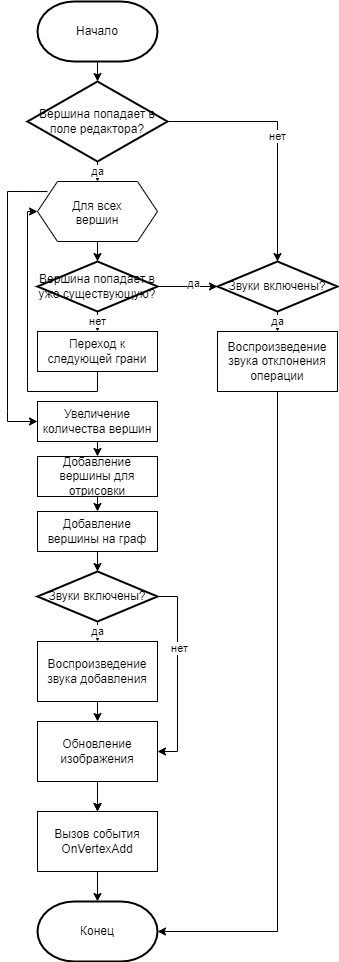 Начало
Вершина попадает в
поле редактора?
нет
да
Для всех
вершин
Вершина попадает в
уже существующую?
да
Звуки включены?
нет
да
Переход к
следующей грани
Воспроизведение
звука отклонения
операции
Увеличение
количества вершин
Добавление
вершины для
отрисовки
Добавление
вершины на граф
Звуки включены?
да
нет
Воспроизведение
звука добавления
Обновление
изображения
Вызов события
OnVertexAdd
Конец